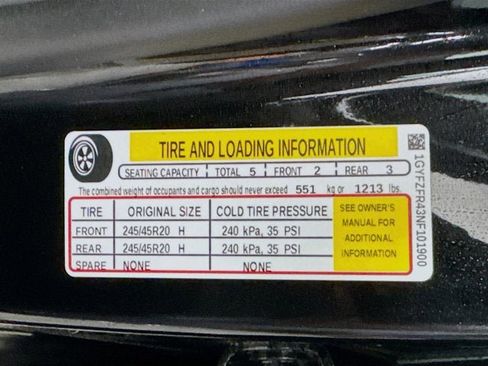 TIRE AND LOADING INFORMATION
SEATING CAPACITY | TOTAL 5 | FRONT 2 | REAR 3
The combined weight of occupants and cargo should never exceed 551 kg or 1213 lbs.
TIRE ORIGINAL SIZE COLD TIRE PRESSURE
FRONT 245/45R20 H 240 kPa, 35 PSI
REAR 245/45R20 H 240 kPa, 35 PSI
SPARE NONE NONE
SEE OWNER'S
MANUAL FOR
ADDITIONAL
INFORMATION
1GYFZFR43NF101900